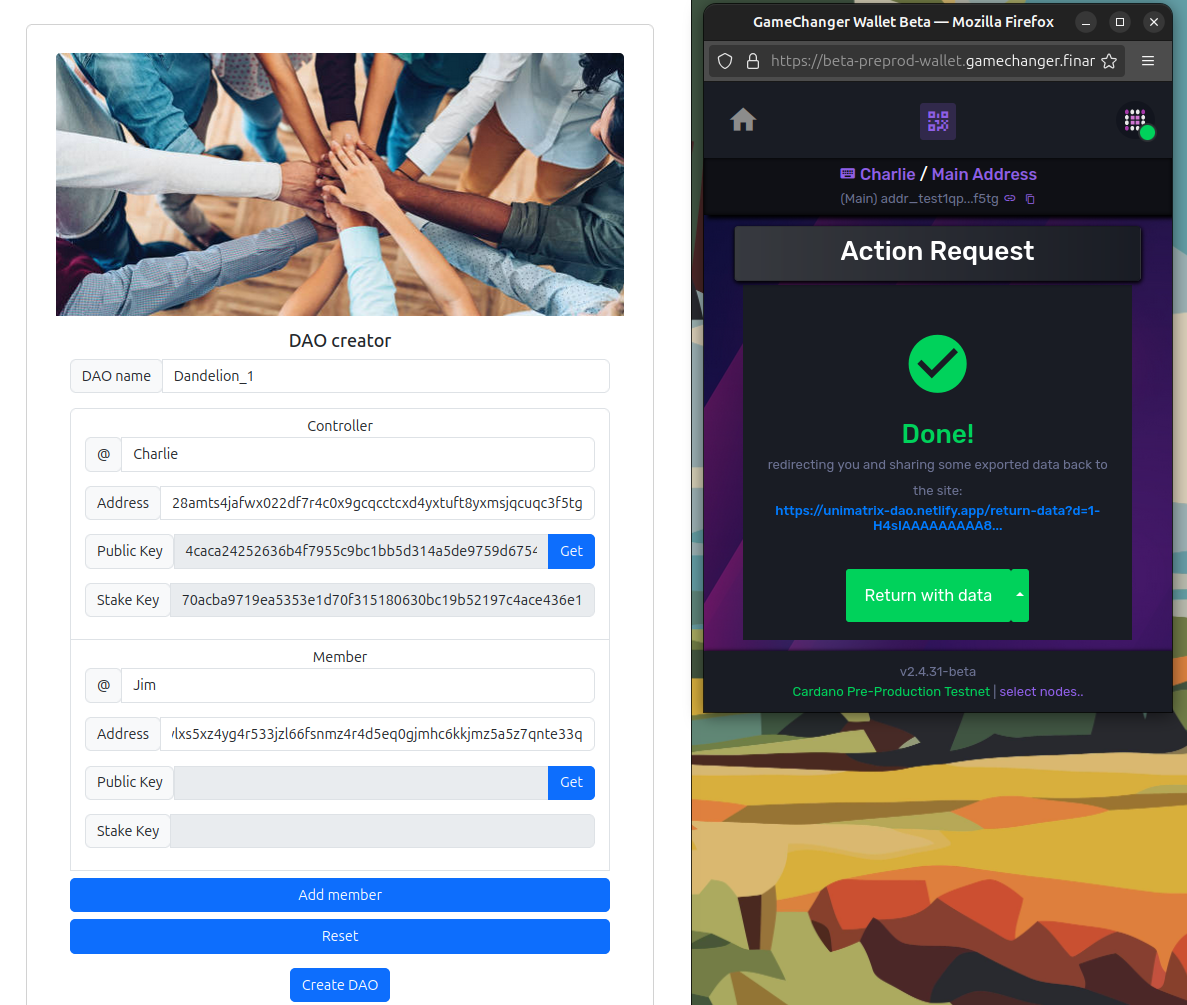 DAO creator
DAO name Dandelion_1
Controller
@ Charlie
Address 28amts4jafwx022df7r4c0x9gcqcctcxd4yxtuft8yxmsjqcuqc3f5tg
Public Key 4caca24252636b4f7955c9bc1bb5d314a5de9759d6754 Get
Stake Key 70acba9719ea5353e1d70f315180630bc19b52197c4ace436e1
Member
@ Jim
Address vlxs5xz4yg4r533jzl66fsnmz4r4d5eq0gjmhc6kkjmz5a5z7qnte33q
Public Key Get
Stake Key
Add member
Reset
Create DAO
GameChanger Wallet Beta — Mozilla Firefox
https://beta-preprod-wallet.gamechanger.finar
Charlie / Main Address
(Main) addr_test1qp...f5tg
Action Request
Done!
redirecting you and sharing some exported data back to
the site:
https://unimatrix-dao.netlify.app/return-data?d=1-
H4sIAAAAAAAAA8...
Return with data
v2.4.31-beta
Cardano Pre-Production Testnet | select nodes..